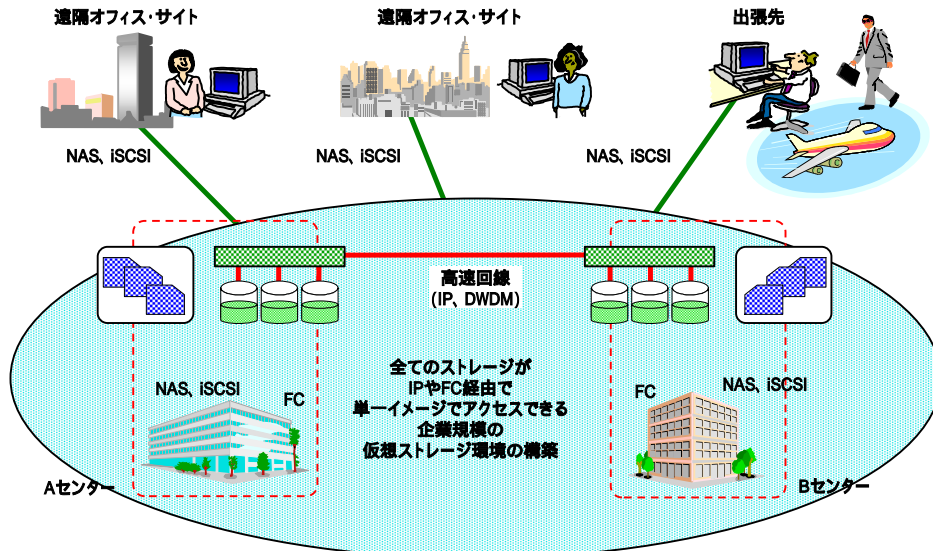 遠隔オフィス・サイト
遠隔オフィス・サイト
出張先
NAS、iSCSI
NAS、iSCSI
NAS、iSCSI
高速回線
(IP、DWDM)
全てのストレージが
IPやFC経由で
単一イメージでアクセスできる
企業規模の
仮想ストレージ環境の構築
NAS、iSCSI
FC
FC
NAS、iSCSI
Aセンター
Bセンター